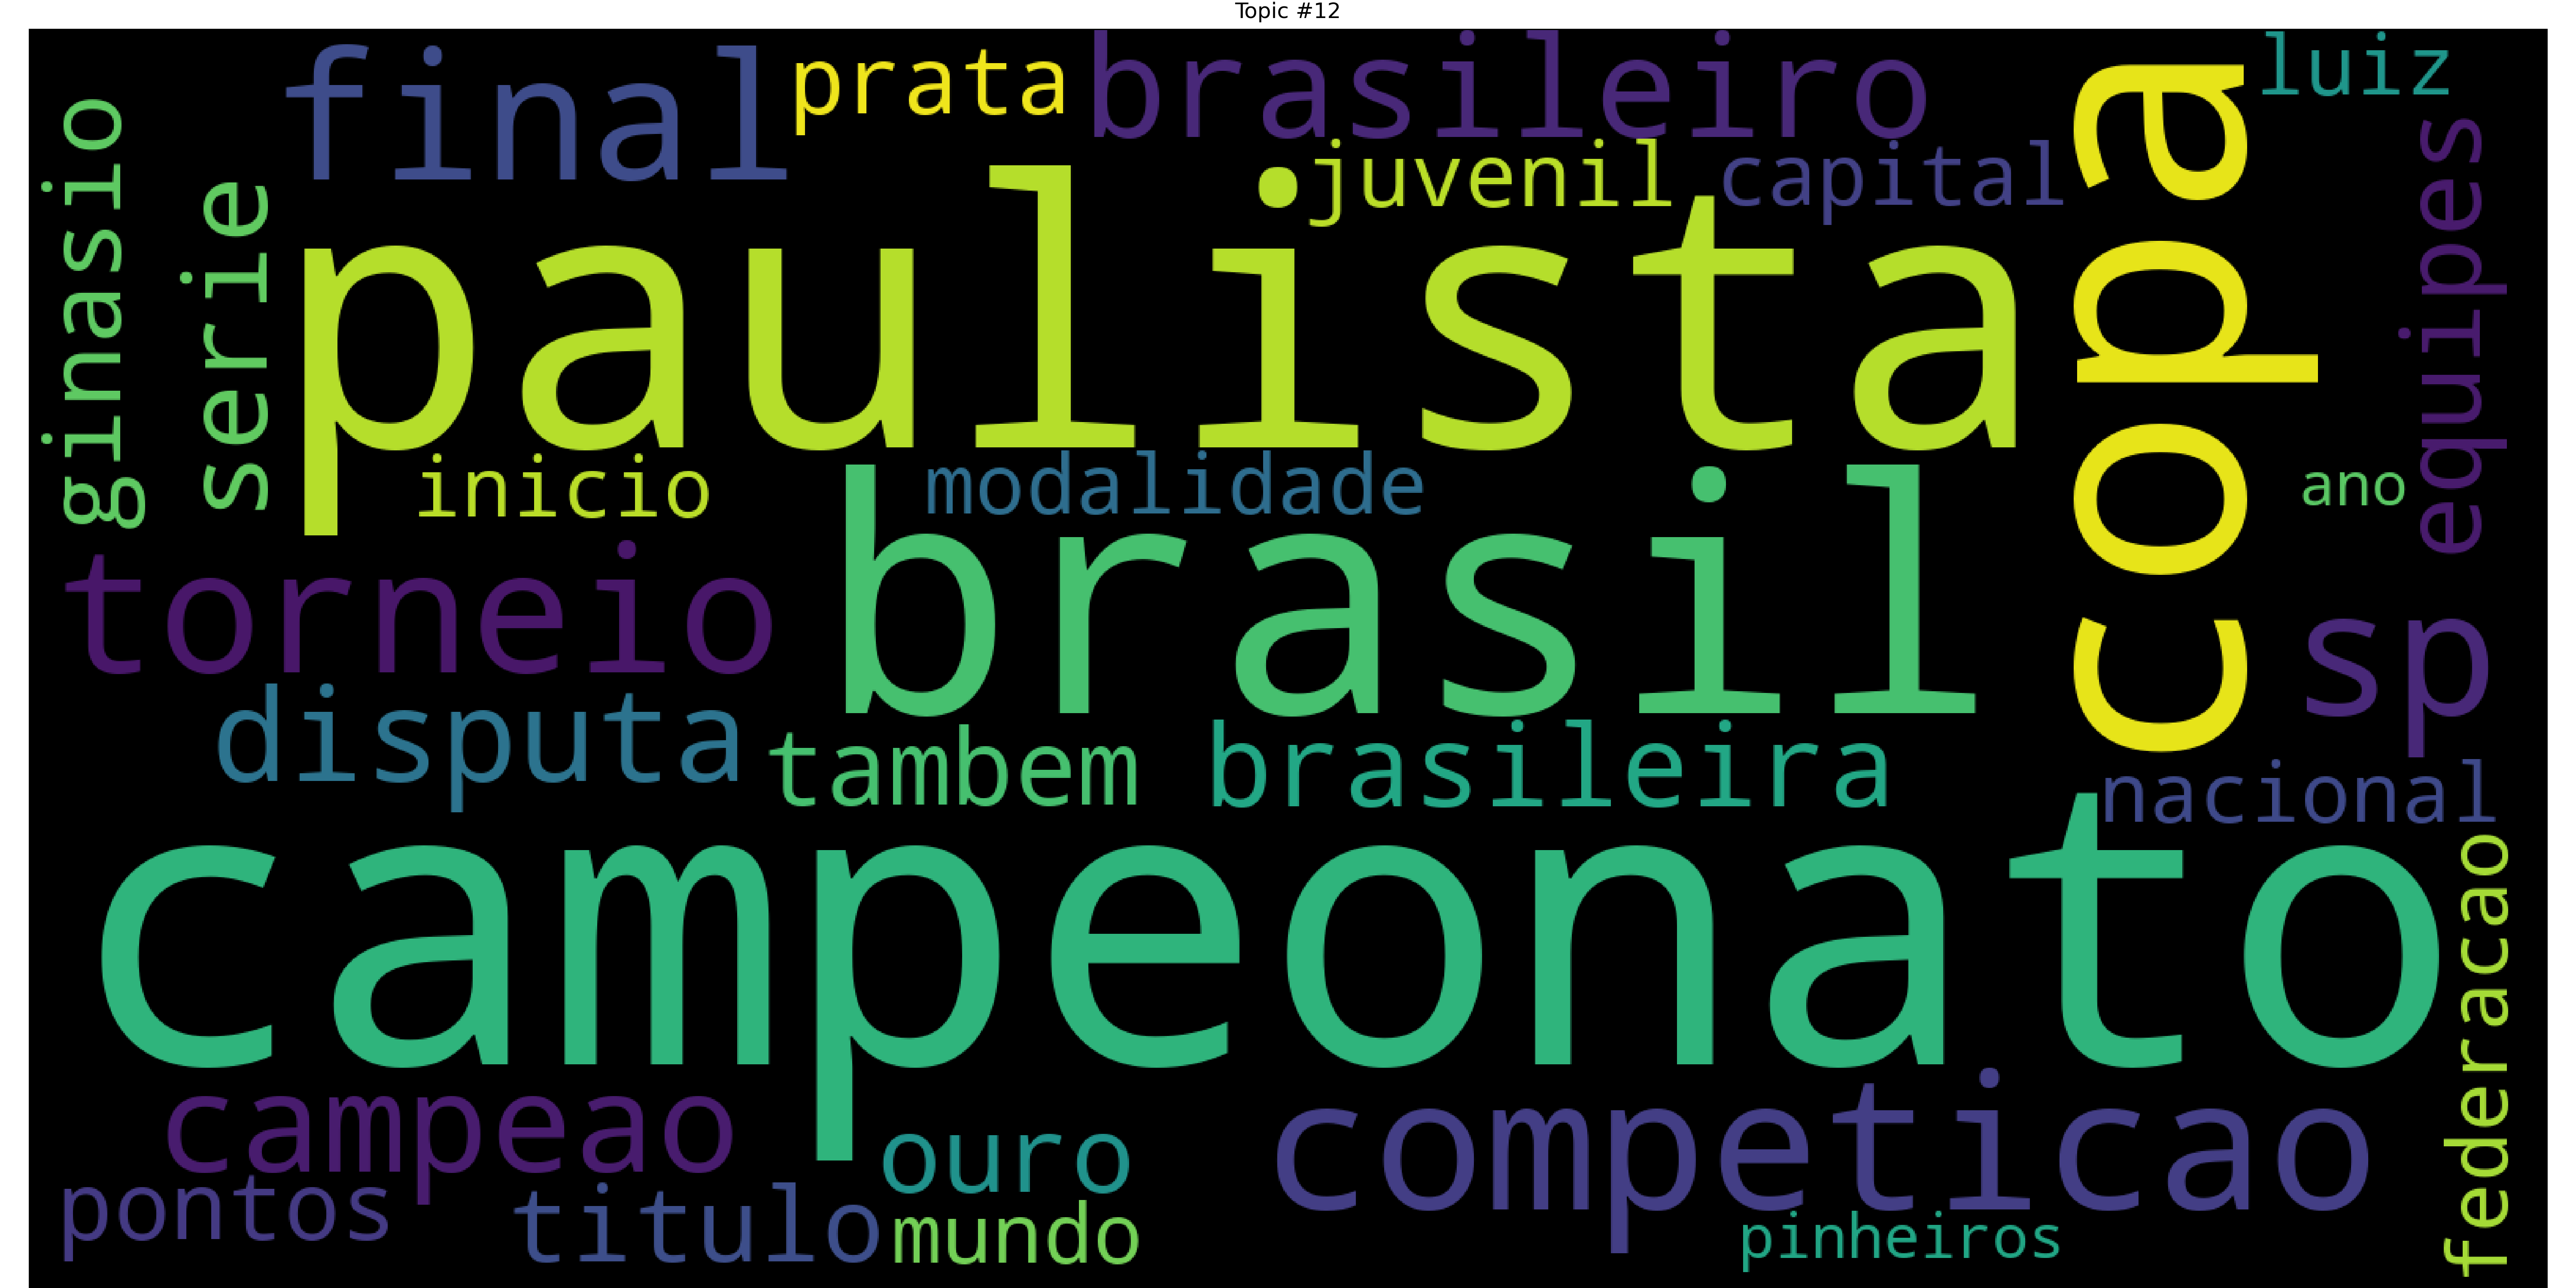 Topic #12
final
prata
brasileiro
luiz
juvenil
capital
ginasio
serie
paulista
copa
equipes
inicio
modalidade
ano
torneio
brasil
sp
disputa
tambem
brasileira
nacional
campeonato
federacao
campeao
ouro
competicao
pontos
titulo
mundo
pinheiros